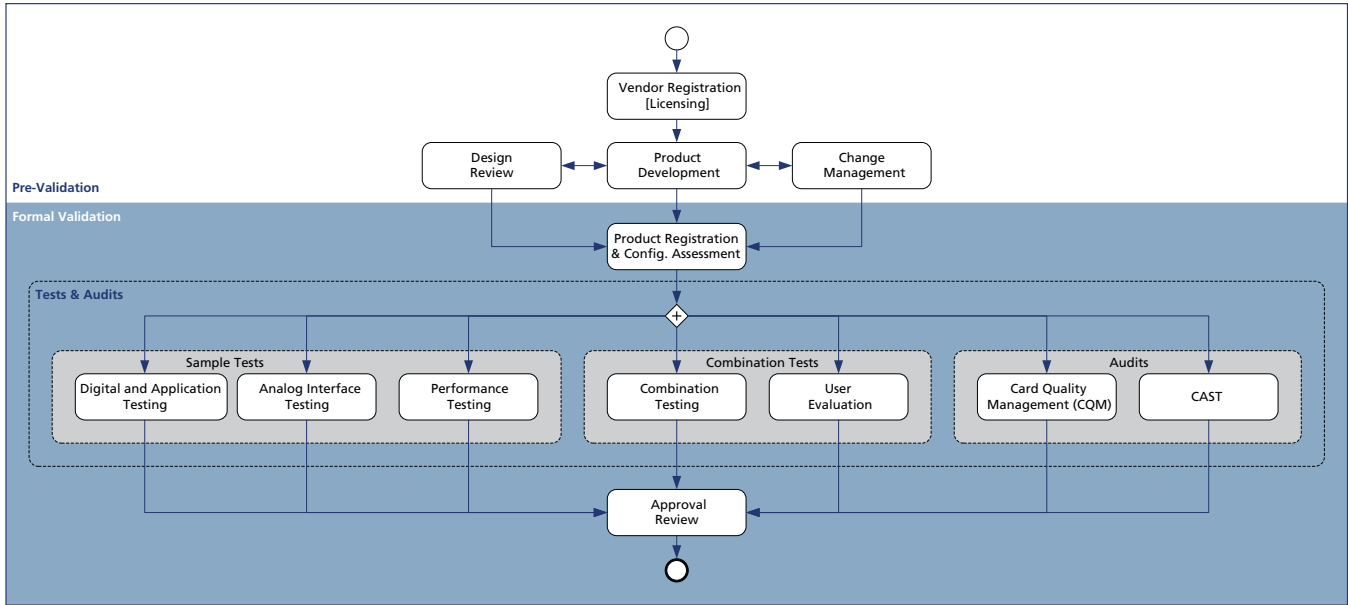 Vendor Registration
[Licensing]
Design
Review
Product
Development
Change
Management
Pre-Validation
Formal Validation
Product Registration
& Config. Assessment
Tests & Audits
Sample Tests
Digital and Application
Testing
Analog Interface
Testing
Performance
Testing
Combination Tests
Combination
Testing
User
Evaluation
Audits
Card Quality
Management (CQM)
CAST
Approval
Review